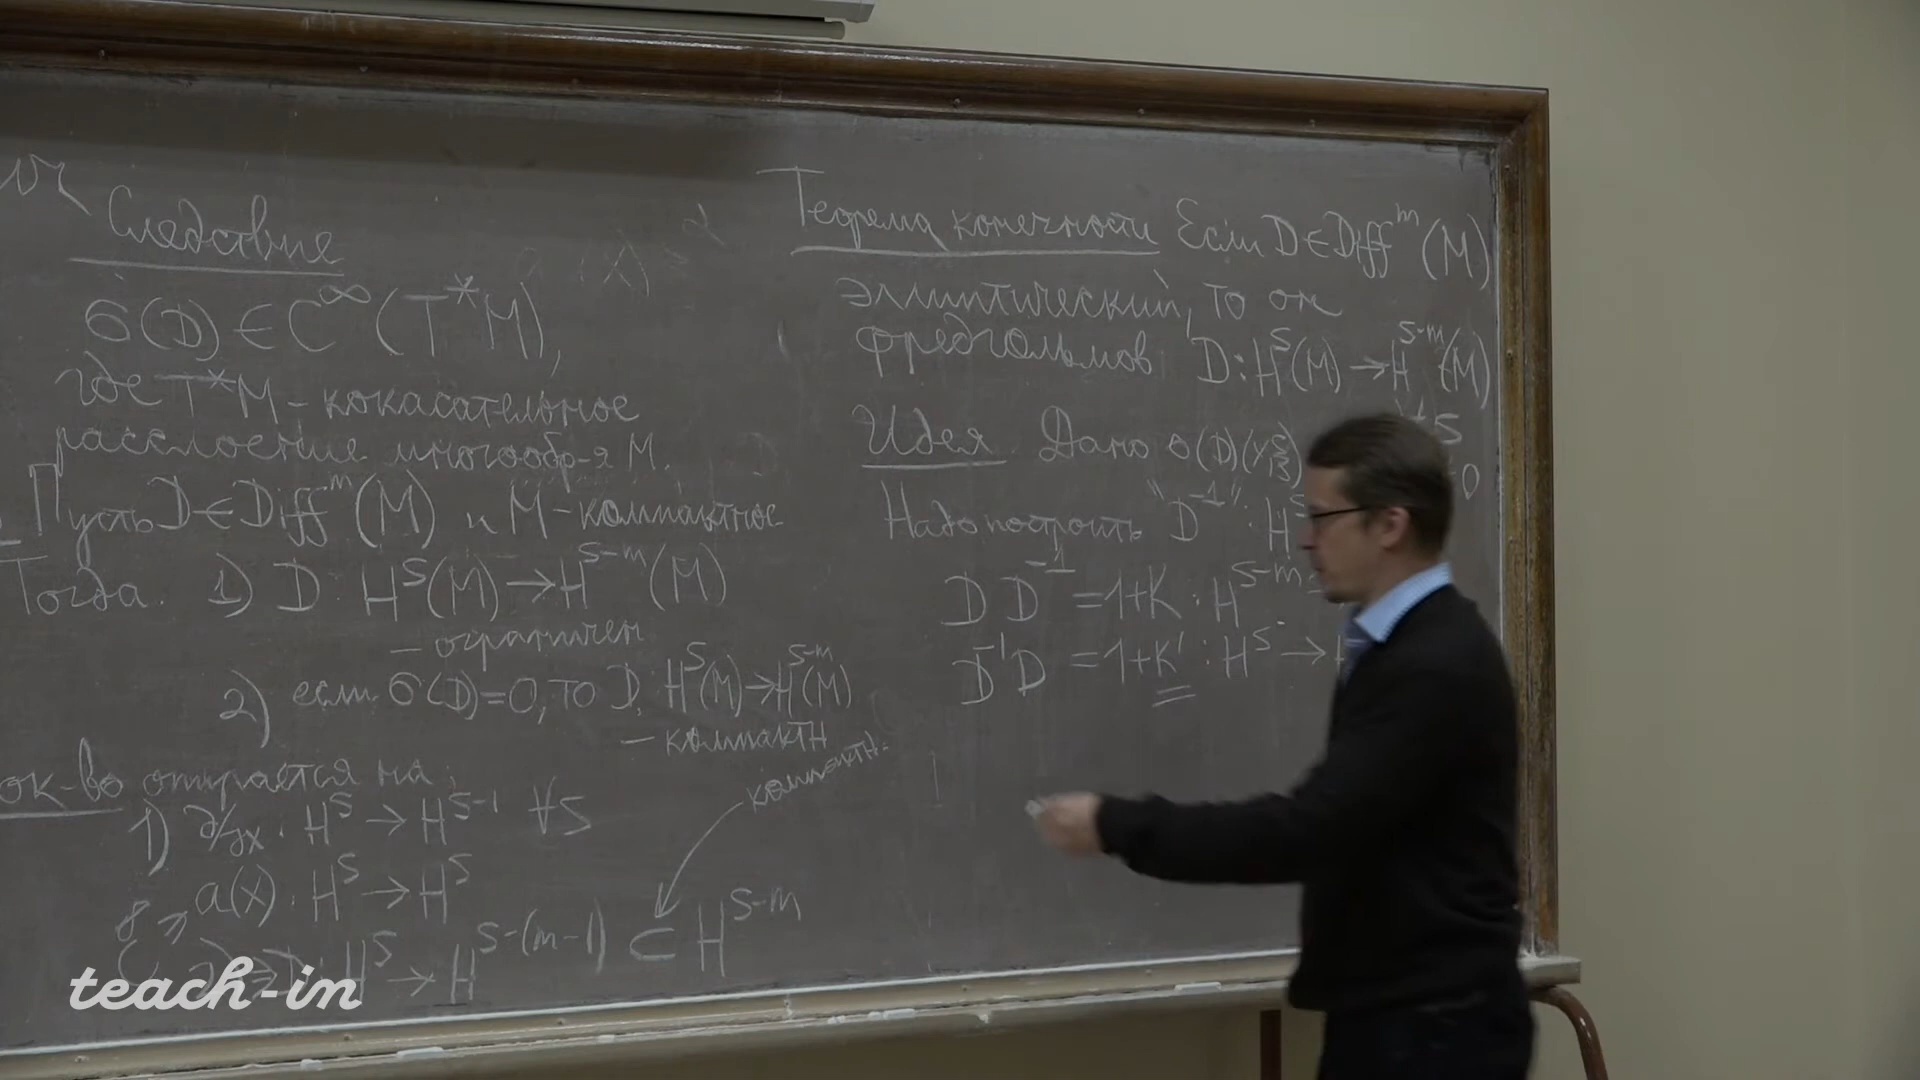 Следствие
σ(D) ∈ C^∞(T*M),
где T*M - кокасательное
расслоение многообр-я M.
Пусть D ∈ Diff^m(M) и M - компактное
Тогда. 1) D: H^s(M) → H^{s-m}(M)
- ограничен
2) если σ(D)=0, то D: H^s(M) → H^{s-m}(M)
- компактн
ок-во опирается на:
компактн.
1) ∂/∂x : H^s → H^{s-1} ∀s
a(x) : H^s → H^s
H^s → H^{s-(m-1)} ⊂ H^{s-m}
Теорема конечности Если D ∈ Diff^m(M)
эллиптический, то он
фредгольмов D: H^s(M) → H^{s-m}(M)
∀s
Идея Дано σ(D)
Надо построить "D^{-1}" : H^s
D D^{-1} = 1+K : H^{s-m}
D^{-1} D = 1+K' : H^s →
teach-in